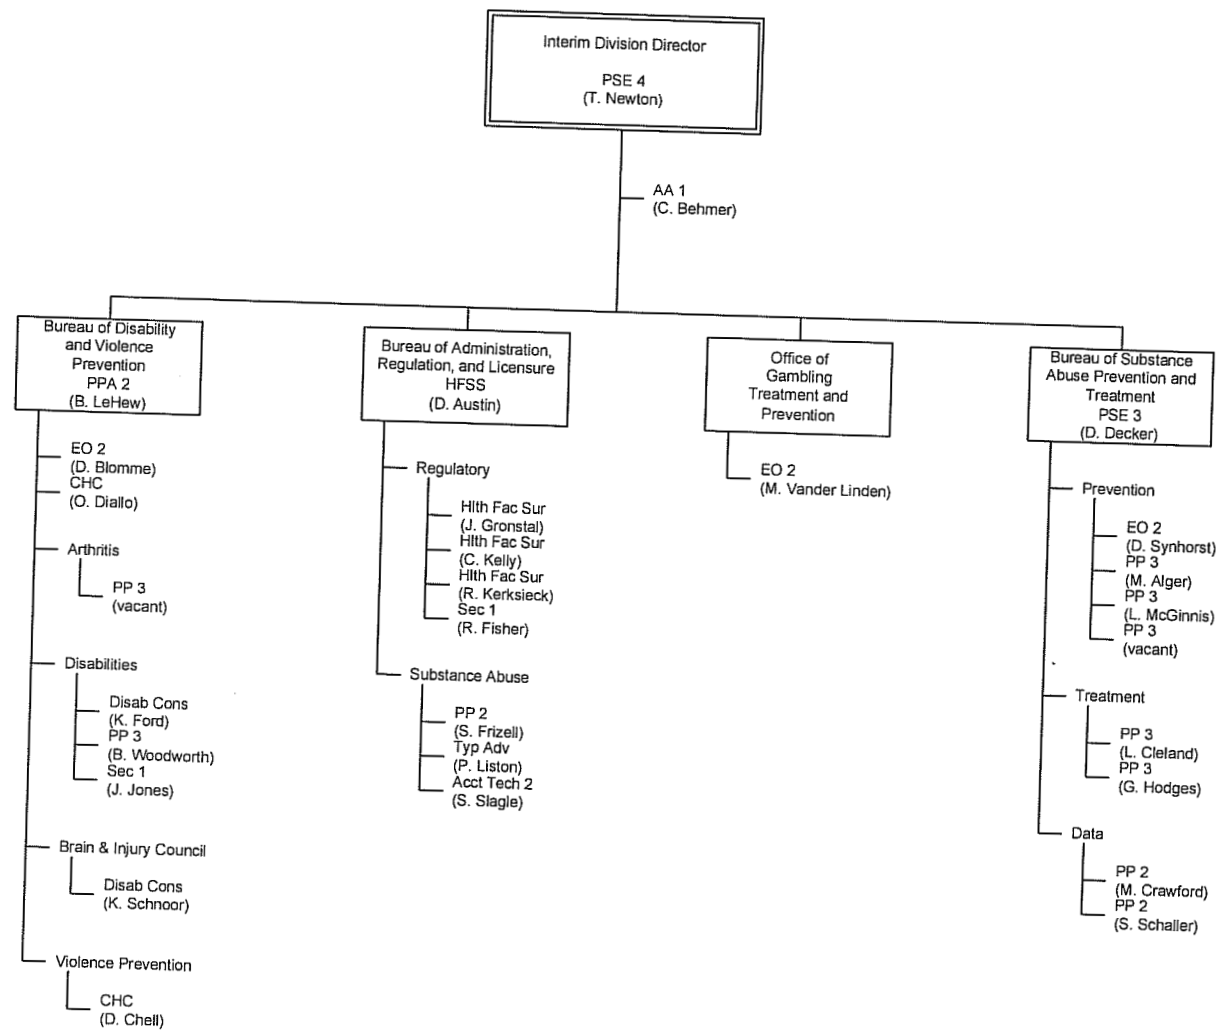 Interim Division Director
PSE 4
(T. Newton)
AA 1
(C. Behmer)
Bureau of Disability
and Violence
Prevention
PPA 2
(B. LeHew)
EO 2
(D. Blomme)
CHC
(O. Diallo)
Arthritis
PP 3
(vacant)
Disabilities
Disab Cons
(K. Ford)
PP 3
(B. Woodworth)
Sec 1
(J. Jones)
Brain & Injury Council
Disab Cons
(K. Schnoor)
Violence Prevention
CHC
(D. Chell)
Bureau of Administration,
Regulation, and Licensure
HFSS
(D. Austin)
Regulatory
Hlth Fac Sur
(J. Gronstal)
Hlth Fac Sur
(C. Kelly)
Hlth Fac Sur
(R. Kerksieck)
Sec 1
(R. Fisher)
Substance Abuse
PP 2
(S. Frizell)
Typ Adv
(P. Liston)
Acct Tech 2
(S. Slagle)
Office of
Gambling
Treatment and
Prevention
EO 2
(M. Vander Linden)
Bureau of Substance
Abuse Prevention and
Treatment
PSE 3
(D. Decker)
Prevention
EO 2
(D. Synhorst)
PP 3
(M. Alger)
PP 3
(L. McGinnis)
PP 3
(vacant)
Treatment
PP 3
(L. Cleland)
PP 3
(G. Hodges)
Data
PP 2
(M. Crawford)
PP 2
(S. Schaller)